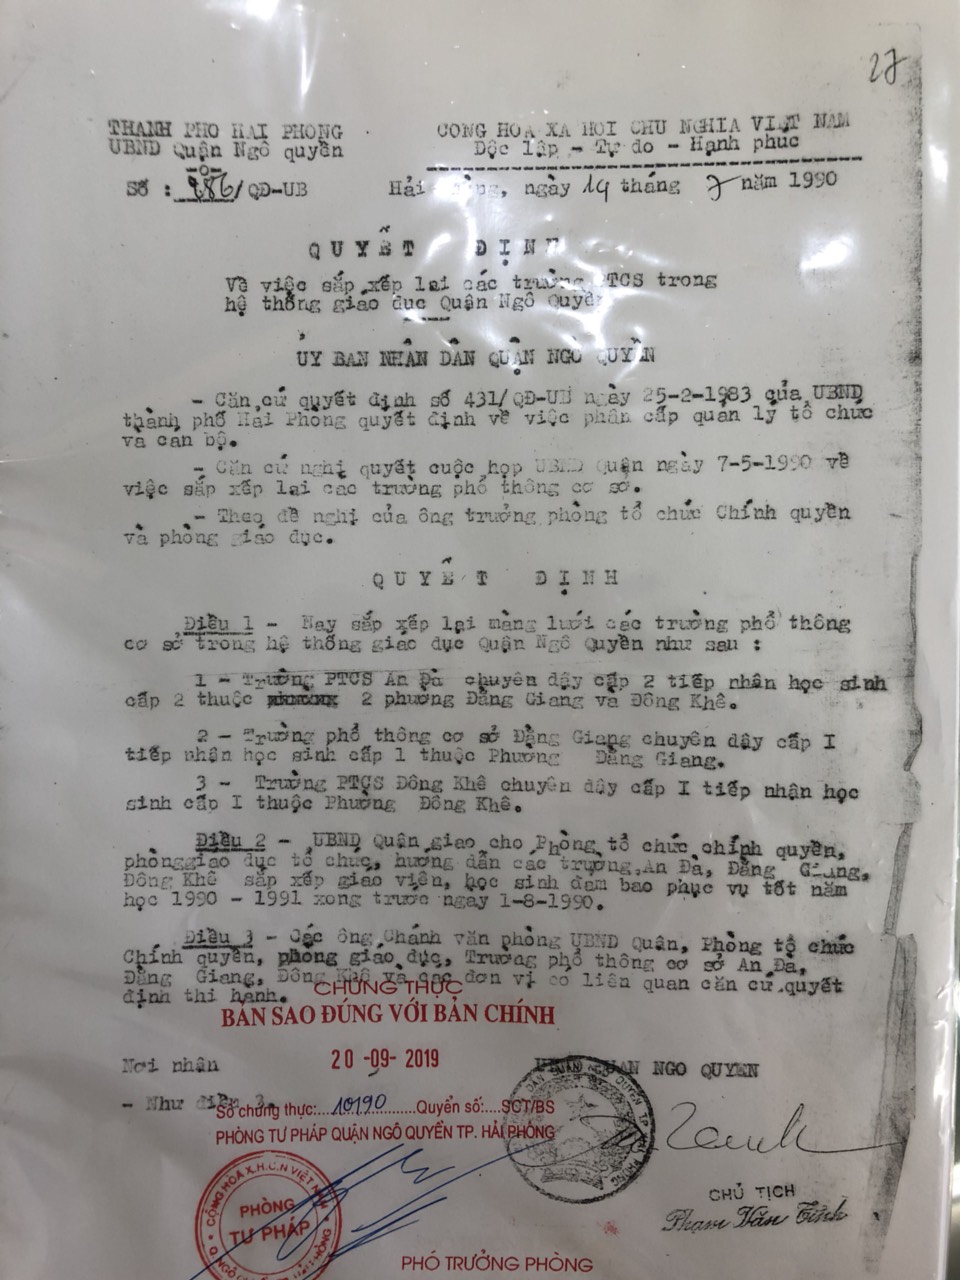 27
THANH PHO HAI PHONG
UBND Quận Ngô quyền
-o-
Số : 986/QĐ-UB
CONG HOA XA HOI CHU NGHIA VIỆT NAM
Độc lập - Tự do - Hạnh phúc
Hải Phòng, ngày 14 tháng 7 năm 1990
QUYẾT ĐỊNH
Về việc sắp xếp lại các trường PTCS trong
hệ thống giáo dục Quận Ngô Quyền
ỦY BAN NHÂN DÂN QUẬN NGÔ QUYỀN
- Căn cứ quyết định số 431/QĐ-UB ngày 25-2-1983 của UBND
thành phố Hải Phòng quyết định về việc phân cấp quản lý tổ chức
và cán bộ.
- Căn cứ nghị quyết cuộc họp UBND Quận ngày 7-5-1990 về
việc sắp xếp lại các trường phổ thông cơ sở.
- Theo đề nghị của ông trưởng phòng tổ chức Chính quyền
và phòng giáo dục.
QUYẾT ĐỊNH
Điều 1 - Nay sắp xếp lại mạng lưới các trường phổ thông
cơ sở trong hệ thống giáo dục Quận Ngô Quyền như sau :
1 - Trường PTCS An Đà chuyên dậy cấp 2 tiếp nhận học sinh
cấp 2 thuộc 2 phường Đằng Giang và Đông Khê.
2 - Trường phổ thông cơ sở Đằng Giang chuyên dậy cấp I
tiếp nhận học sinh cấp 1 thuộc Phường Đằng Giang.
3 - Trường PTCS Đông Khê chuyên dậy cấp I tiếp nhận học
sinh cấp I thuộc Phường Đông Khê.
Điều 2 - UBND Quận giao cho Phòng tổ chức chính quyền,
phòng giáo dục tổ chức, hướng dẫn các trường An Đà, Đằng Giang,
Đông Khê sắp xếp giáo viên, học sinh đảm bảo phục vụ tốt năm
học 1990 - 1991 xong trước ngày 1-8-1990.
Điều 3 - Các ông Chánh văn phòng UBND Quận, Phòng tổ chức
Chính quyền, phòng giáo dục, Trường phổ thông cơ sở An Đà,
Đằng Giang, Đông Khê và các đơn vị có liên quan căn cứ quyết
định thi hành.
CHỨNG THỰC
BẢN SAO ĐÚNG VỚI BẢN CHÍNH
20-09-2019
Nơi nhận
- Như điều 3.
QUAN NGO QUYEN
Số chứng thực:....10190..........Quyển số:....SCT/BS
PHÒNG TƯ PHÁP QUẬN NGÔ QUYỀN TP. HẢI PHÒNG
CỘNG HOÀ X.H.C.N VIỆT NAM
PHÒNG
TƯ PHÁP
CHỦ TỊCH
Phạm Văn Tỉnh
PHÓ TRƯỞNG PHÒNG